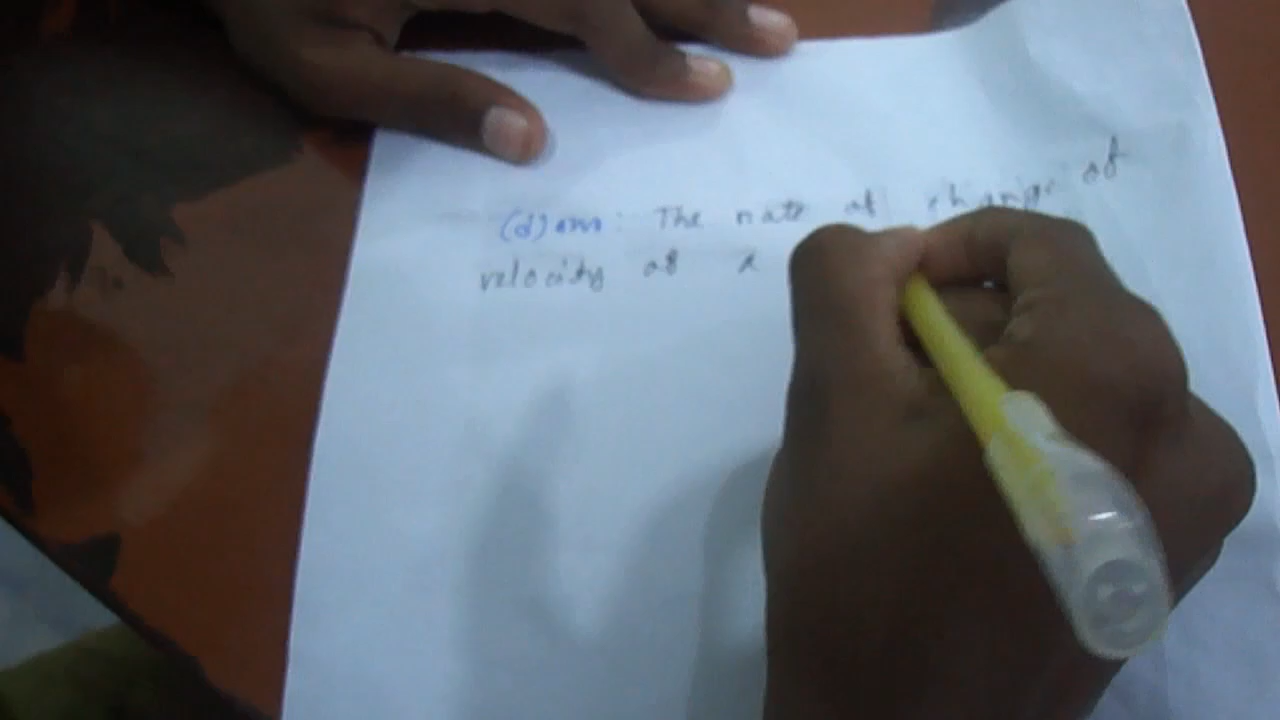 (d) ans: The rate of change of
velocity of a